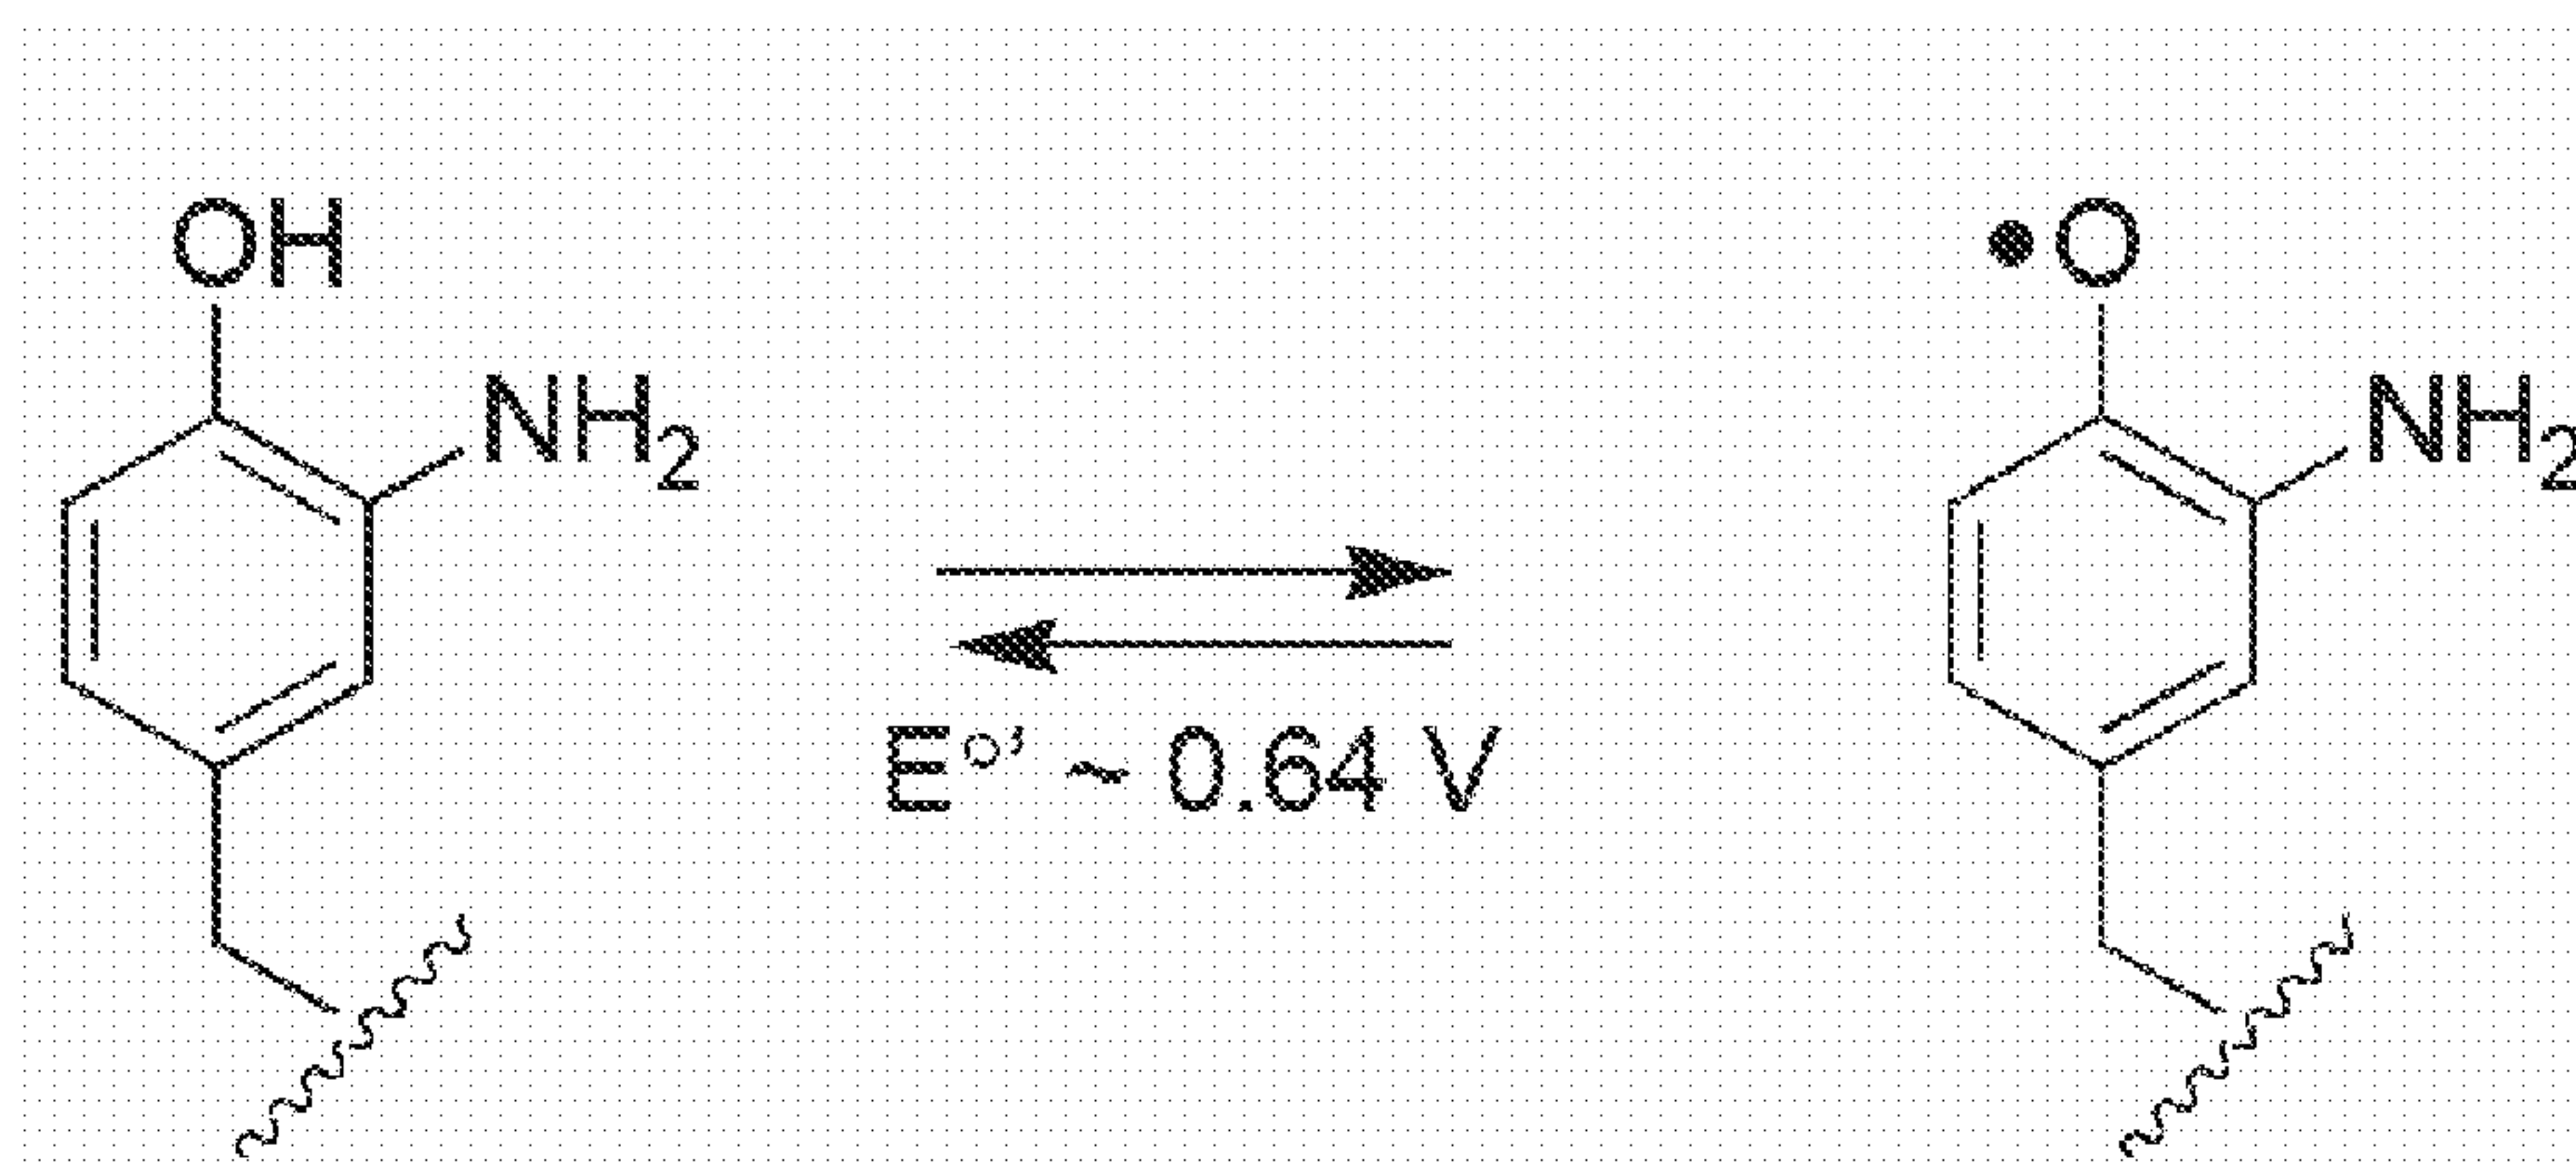 OH
•O
NH₂
NH₂
E°' ~ 0.64 V